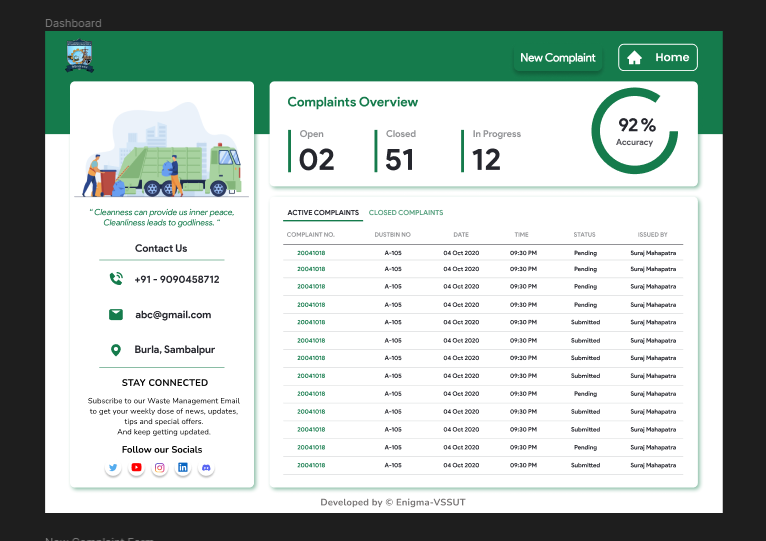 Dashboard
New Complaint
Home
Complaints Overview
Open
Closed
In Progress
02
51
12
92 %
Accuracy
“ Cleanness can provide us inner peace,
Cleanliness leads to godliness. ”
Contact Us
+91 - 9090458712
abc@gmail.com
Burla, Sambalpur
STAY CONNECTED
Subscribe to our Waste Management Email
to get your weekly dose of news, updates,
tips and special offers.
And keep getting updated.
Follow our Socials
ACTIVE COMPLAINTS CLOSED COMPLAINTS
COMPLAINT NO. DUSTBIN NO DATE TIME STATUS ISSUED BY
20041018 A-105 04 Oct 2020 09:30 PM Pending Suraj Mahapatra
20041018 A-105 04 Oct 2020 09:30 PM Pending Suraj Mahapatra
20041018 A-105 04 Oct 2020 09:30 PM Pending Suraj Mahapatra
20041018 A-105 04 Oct 2020 09:30 PM Pending Suraj Mahapatra
20041018 A-105 04 Oct 2020 09:30 PM Submitted Suraj Mahapatra
20041018 A-105 04 Oct 2020 09:30 PM Submitted Suraj Mahapatra
20041018 A-105 04 Oct 2020 09:30 PM Submitted Suraj Mahapatra
20041018 A-105 04 Oct 2020 09:30 PM Submitted Suraj Mahapatra
20041018 A-105 04 Oct 2020 09:30 PM Pending Suraj Mahapatra
20041018 A-105 04 Oct 2020 09:30 PM Submitted Suraj Mahapatra
20041018 A-105 04 Oct 2020 09:30 PM Submitted Suraj Mahapatra
20041018 A-105 04 Oct 2020 09:30 PM Pending Suraj Mahapatra
20041018 A-105 04 Oct 2020 09:30 PM Submitted Suraj Mahapatra
Developed by © Enigma-VSSUT
New Complaint Form